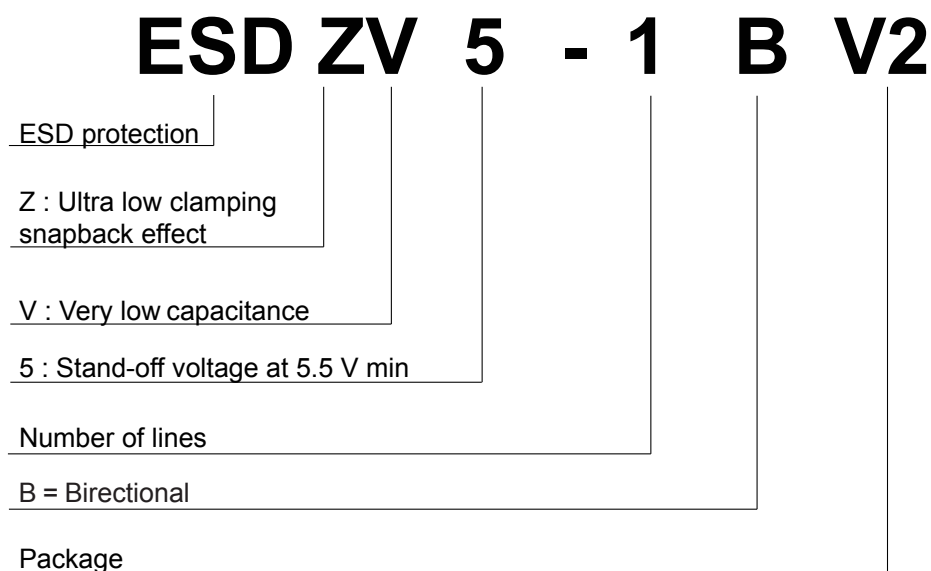 ESD ZV 5 - 1 B V2
ESD protection
Z : Ultra low clamping
snapback effect
V : Very low capacitance
5 : Stand-off voltage at 5.5 V min
Number of lines
B = Birectional
Package